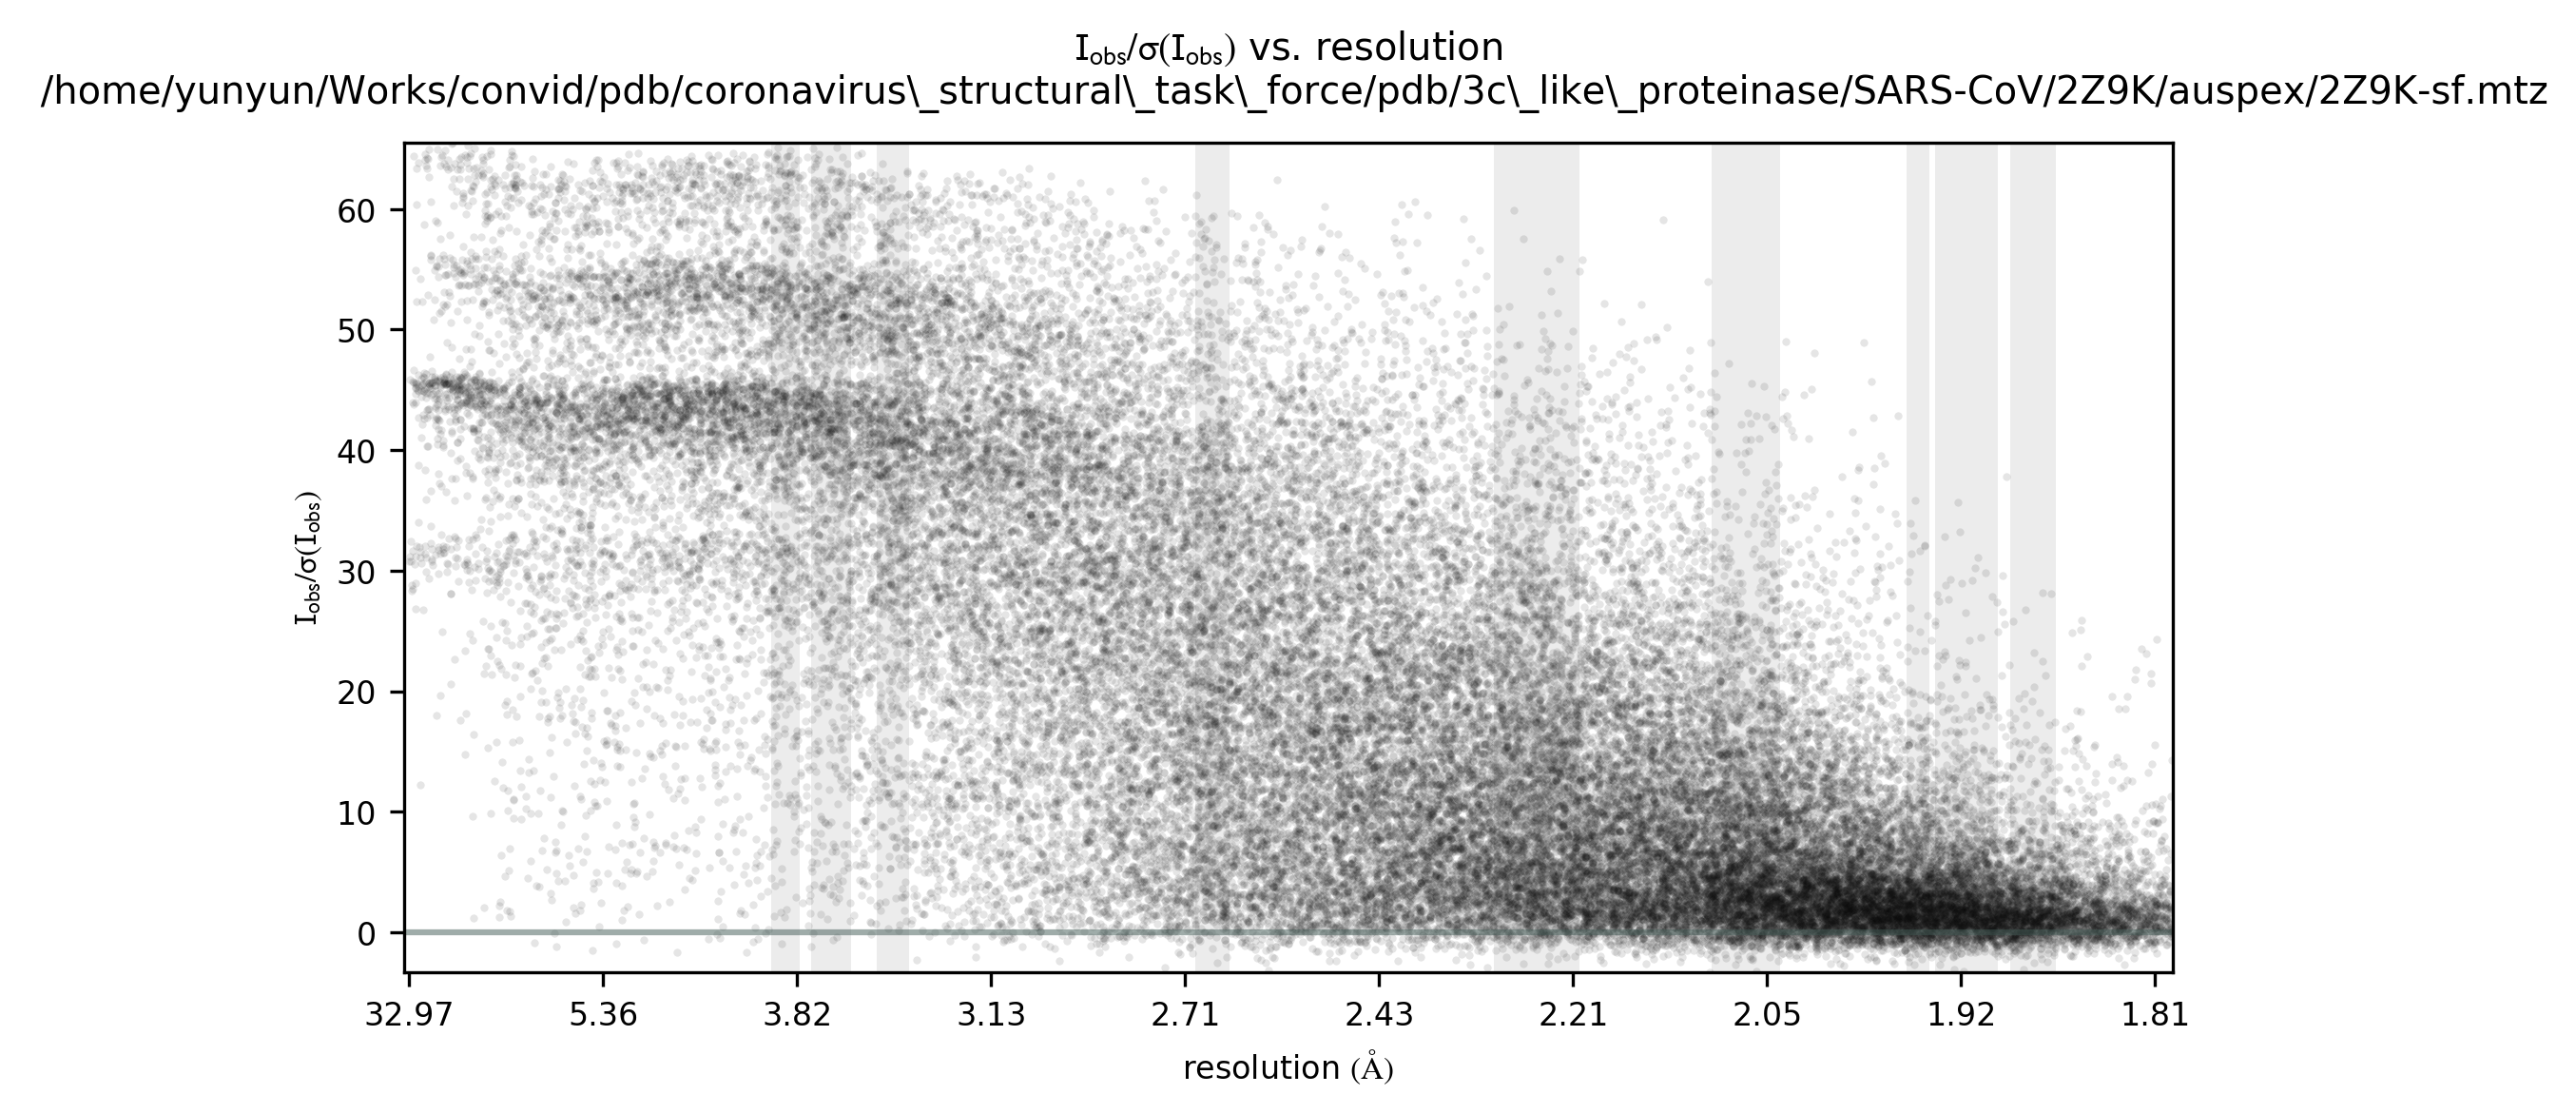 Iobs/σ(Iobs) vs. resolution
/home/yunyun/Works/convid/pdb/coronavirus\_structural\_task\_force/pdb/3c\_like\_proteinase/SARS-CoV/2Z9K/auspex/2Z9K-sf.mtz
60
50
40
30
20
10
0
Iobs/σ(Iobs)
32.97 5.36 3.82 3.13 2.71 2.43 2.21 2.05 1.92 1.81
resolution (Å)